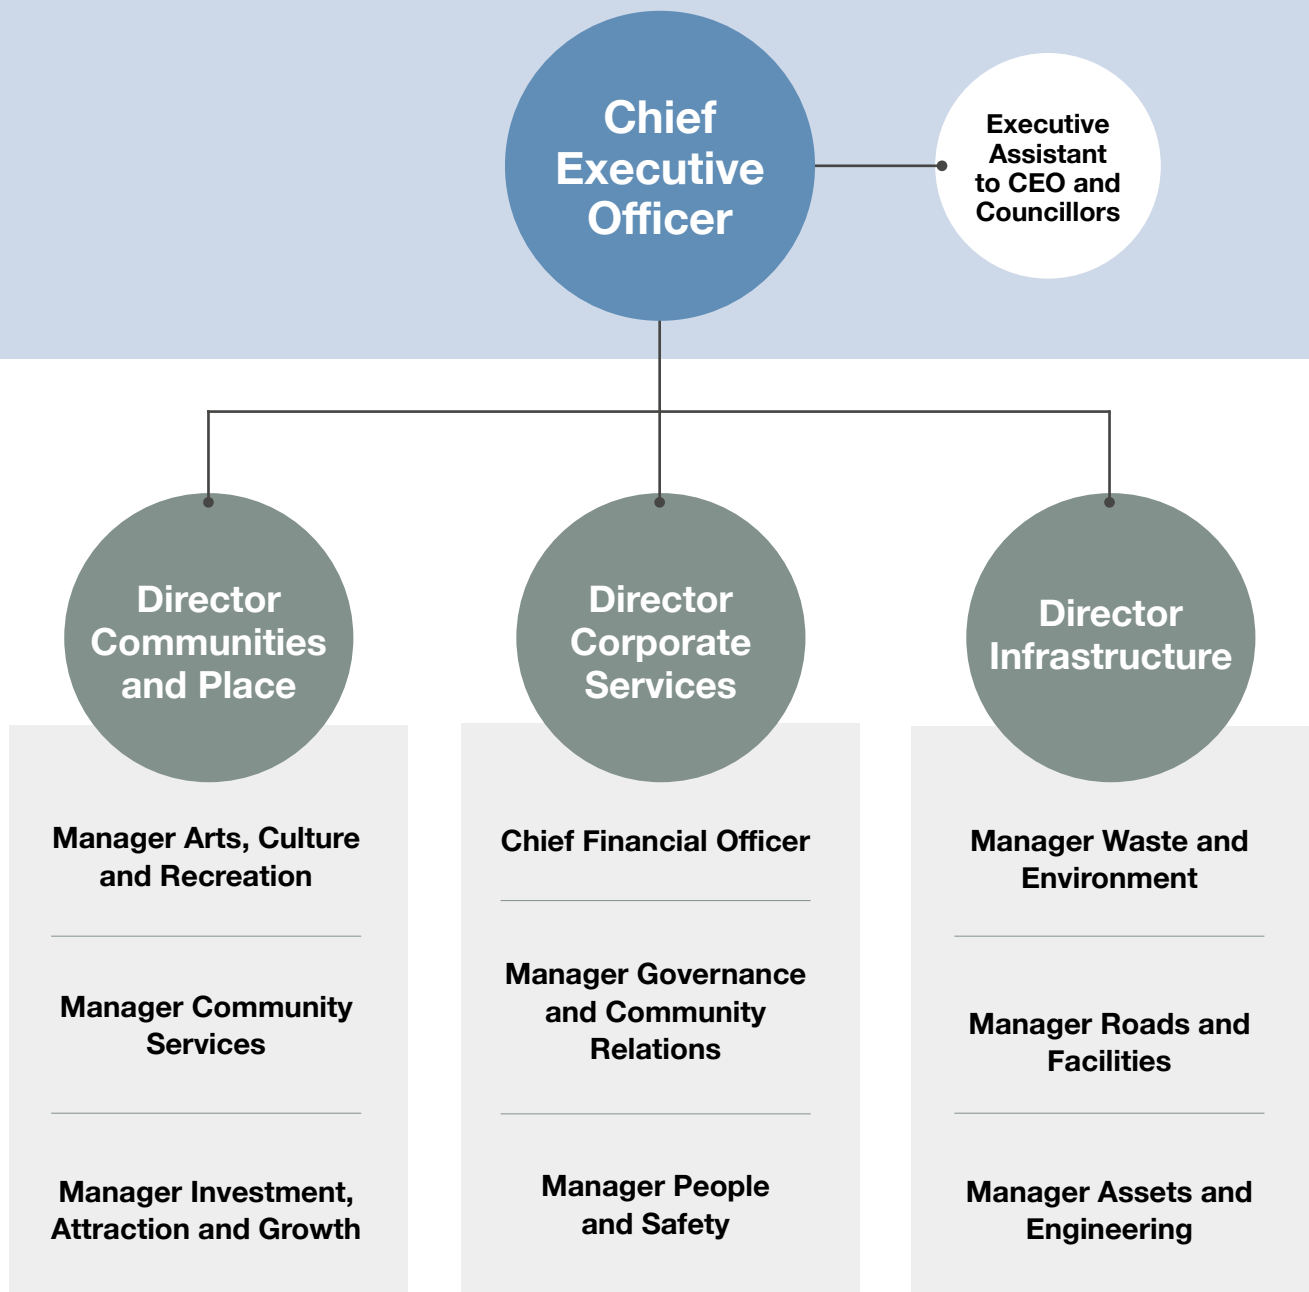 Chief
Executive
Officer
Executive
Assistant
to CEO and
Councillors
Director
Communities
and Place
Manager Arts, Culture
and Recreation
Manager Community
Services
Manager Investment,
Attraction and Growth
Director
Corporate
Services
Chief Financial Officer
Manager Governance
and Community
Relations
Manager People
and Safety
Director
Infrastructure
Manager Waste and
Environment
Manager Roads and
Facilities
Manager Assets and
Engineering